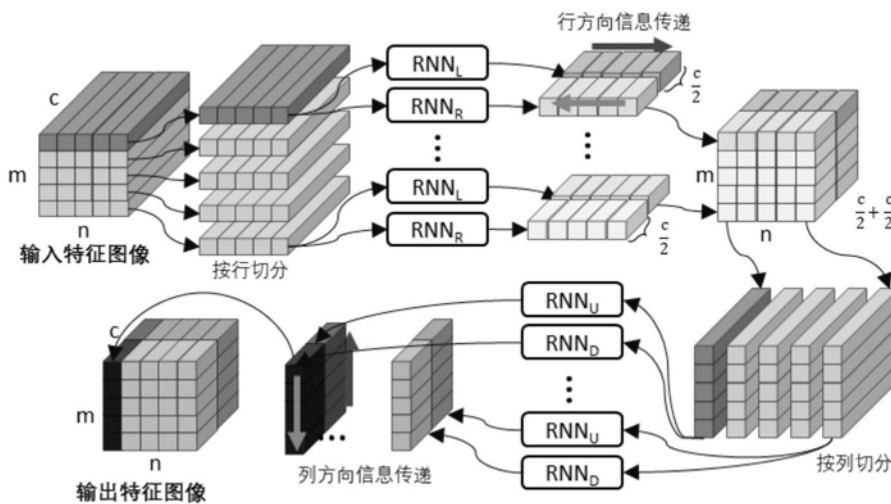 行方向信息传递
c
RNN_L
c/2
RNN_R
m
n
输入特征图像
按行切分
RNN_L
RNN_R
c/2
m
n
c/2 + c/2
RNN_U
c
RNN_D
m
n
输出特征图像
列方向信息传递
RNN_U
RNN_D
按列切分